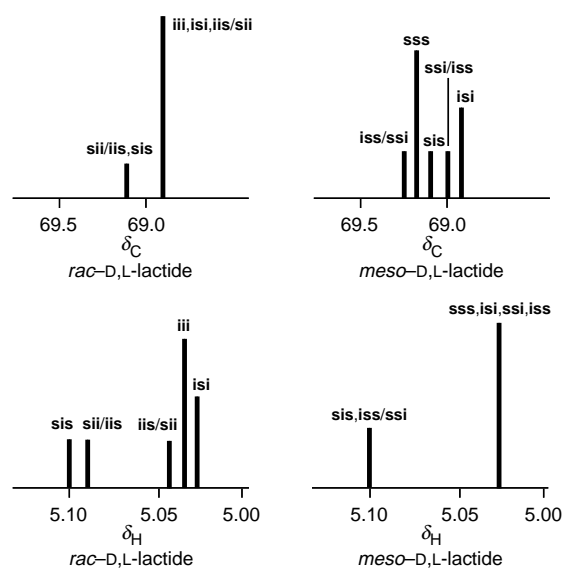 iii,isi,iis/sii
sii/iis,sis
69.5 69.0
δC
rac–D,L-lactide
sss
ssi/iss
isi
iss/ssi
sis
69.5 69.0
δC
meso–D,L-lactide
iii
isi
sis sii/iis iis/sii
5.10 5.05 5.00
δH
rac–D,L-lactide
sss,isi,ssi,iss
sis,iss/ssi
5.10 5.05 5.00
δH
meso–D,L-lactide